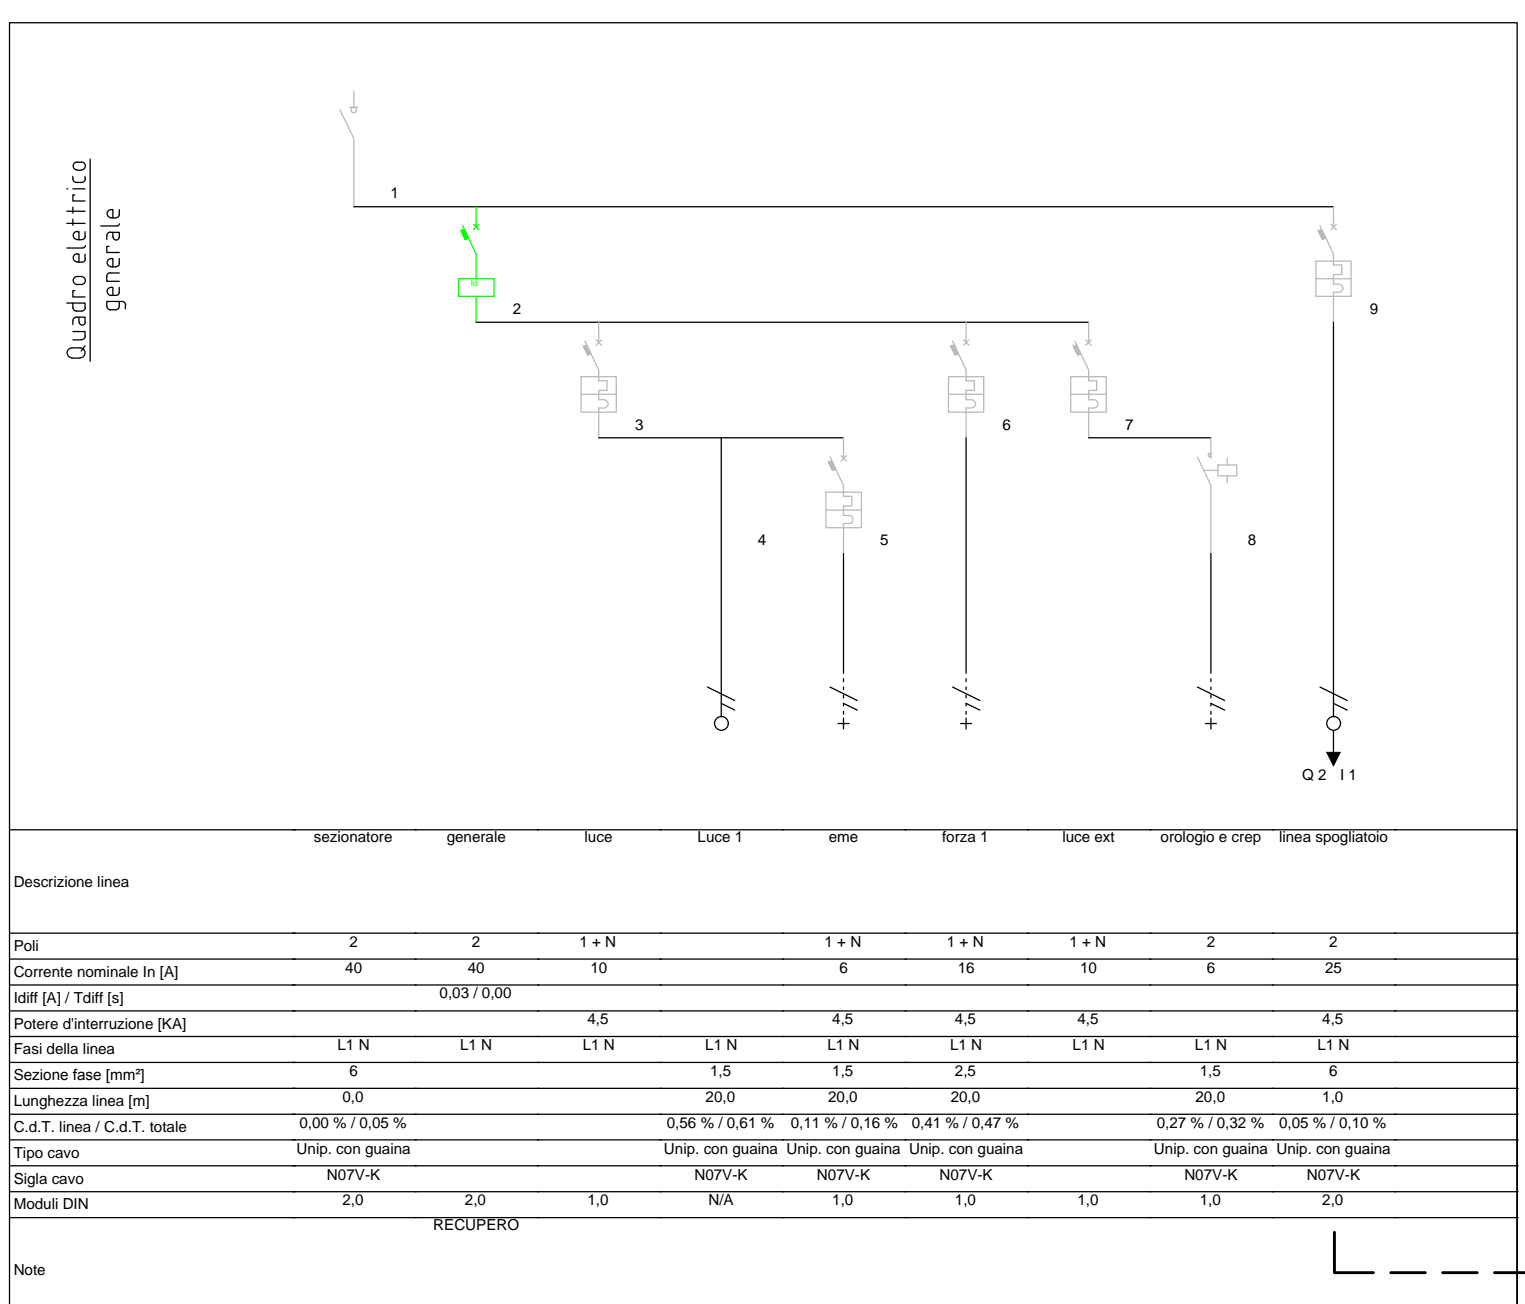 Quadro elettrico
generale
1
2
9
3
6
7
4
5
8
Q 2 I 1
sezionatore generale luce Luce 1 eme forza 1 luce ext orologio e crep linea spogliatoio
Descrizione linea
Poli 2 2 1 + N 1 + N 1 + N 1 + N 2 2
Corrente nominale In [A] 40 40 10 6 16 10 6 25
Idiff [A] / Tdiff [s] 0,03 / 0,00
Potere d'interruzione [KA] 4,5 4,5 4,5 4,5 4,5
Fasi della linea L1 N L1 N L1 N L1 N L1 N L1 N L1 N L1 N L1 N
Sezione fase [mm²] 6 1,5 1,5 2,5 1,5 6
Lunghezza linea [m] 0,0 20,0 20,0 20,0 20,0 1,0
C.d.T. linea / C.d.T. totale 0,00 % / 0,05 % 0,56 % / 0,61 % 0,11 % / 0,16 % 0,41 % / 0,47 % 0,27 % / 0,32 % 0,05 % / 0,10 %
Tipo cavo Unip. con guaina Unip. con guaina Unip. con guaina Unip. con guaina Unip. con guaina Unip. con guaina
Sigla cavo N07V-K N07V-K N07V-K N07V-K N07V-K N07V-K
Moduli DIN 2,0 2,0 1,0 N/A 1,0 1,0 1,0 1,0 2,0
RECUPERO
Note